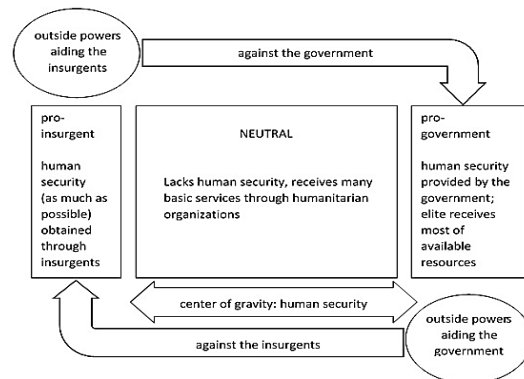 outside powers
aiding the
insurgents
against the government
pro-
insurgent
human
security
(as much as
possible)
obtained
through
insurgents
NEUTRAL
Lacks human security, receives many
basic services through humanitarian
organizations
pro-
government
human security
provided by the
government;
elite receives
most of
available
resources
center of gravity: human security
against the insurgents
outside powers
aiding the
government